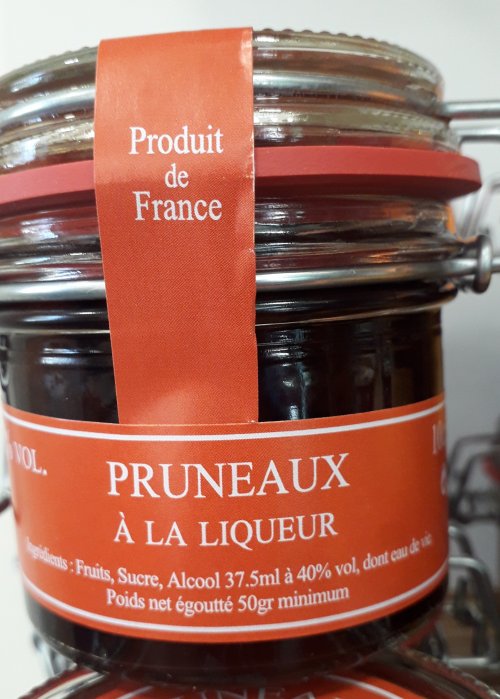 Produit
de
France
VOL.
PRUNEAUX
À LA LIQUEUR
Ingrédients : Fruits, Sucre, Alcool 37.5ml à 40% vol, dont eau de vie
Poids net égoutté 50gr minimum